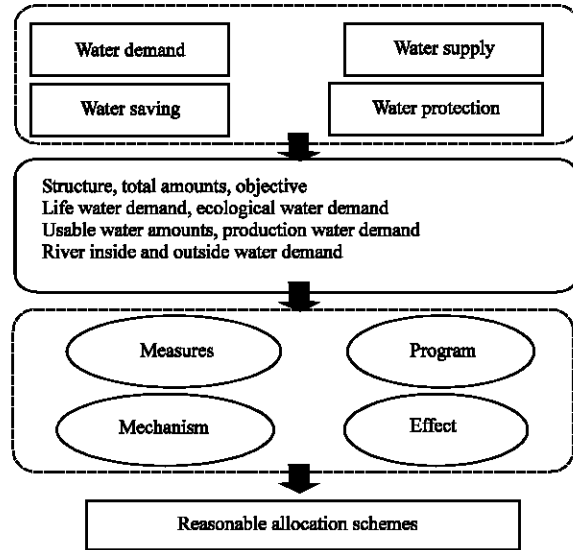 Water demand
Water supply
Water saving
Water protection
Structure, total amounts, objective
Life water demand, ecological water demand
Usable water amounts, production water demand
River inside and outside water demand
Measures
Program
Mechanism
Effect
Reasonable allocation schemes